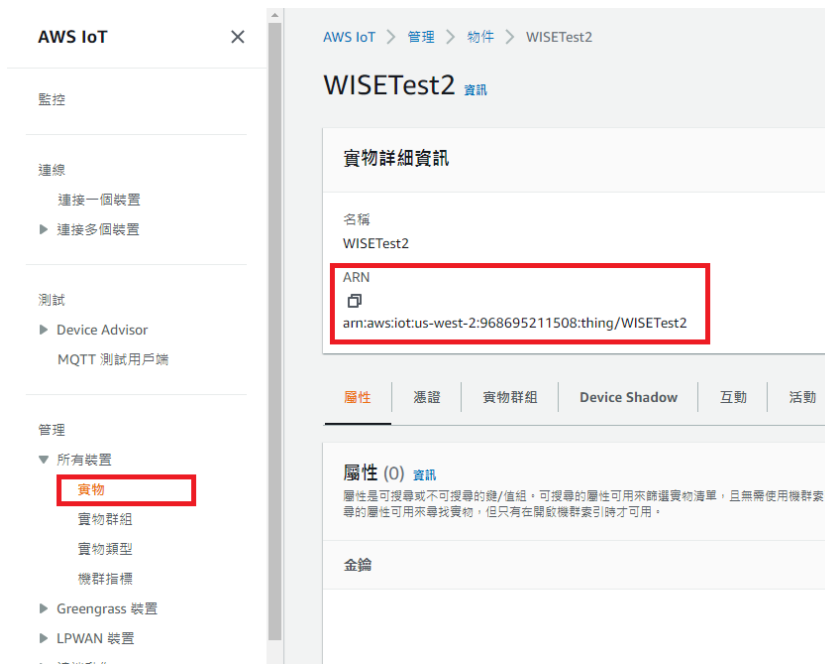 AWS IoT
監控
連線
連接一個裝置
連接多個裝置
測試
Device Advisor
MQTT 測試用戶端
管理
所有裝置
實物
實物群組
實物類型
機群指標
Greengrass 裝置
LPWAN 裝置
AWS IoT > 管理 > 物件 > WISETest2
WISETest2 資訊
實物詳細資訊
名稱
WISETest2
ARN
arn:aws:iot:us-west-2:968695211508:thing/WISETest2
屬性 憑證 實物群組 Device Shadow 互動 活動
屬性 (0) 資訊
屬性是可搜尋或不可搜尋的鍵/值組。可搜尋的屬性可用來篩選實物清單，且無需使用機群索
尋的屬性可用來尋找實物，但只有在開啟機群索引時才可用。
金鑰